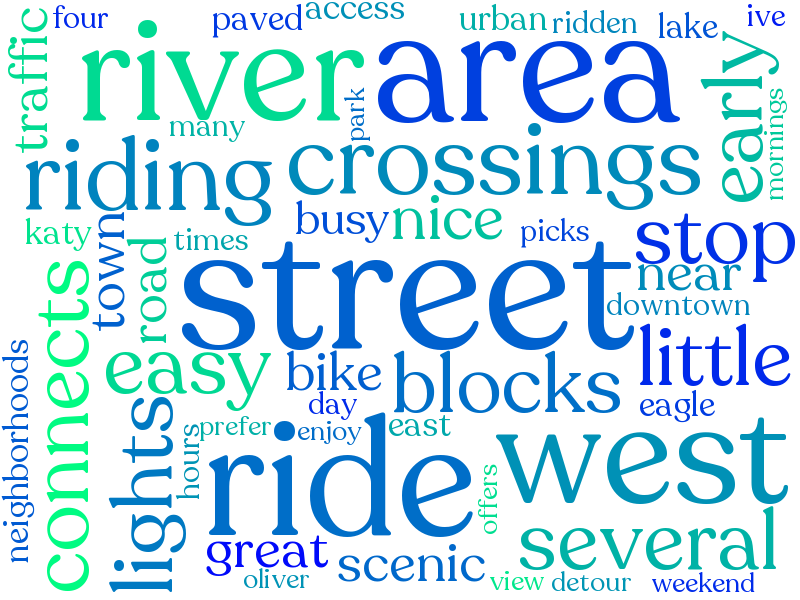 four
paved
access
urban
ridden
lake
ive
traffic
river
area
early
many
park
mornings
riding
crossings
katy
town
road
times
busy
nice
picks
stop
near
downtown
street
connects
easy
bike
blocks
little
neighborhoods
lights
hours
prefer
day
enjoy
east
eagle
ride
west
offers
great
scenic
several
oliver
view
detour
weekend